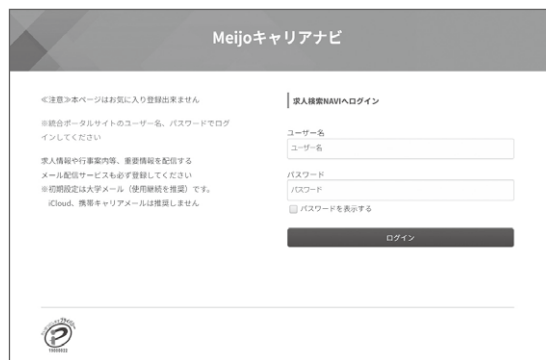 Meijoキャリアナビ
≪注意≫本ページはお気に入り登録出来ません
※統合ポータルサイトのユーザー名、パスワードでログ
インしてください
求人情報や行事案内等、重要情報を配信する
メール配信サービスも必ず登録してください
※初期設定は大学メール（使用継続を推奨）です。
iCloud、携帯キャリアメールは推奨しません
求人検索NAVIへログイン
ユーザー名
ユーザー名
パスワード
パスワード
パスワードを表示する
ログイン